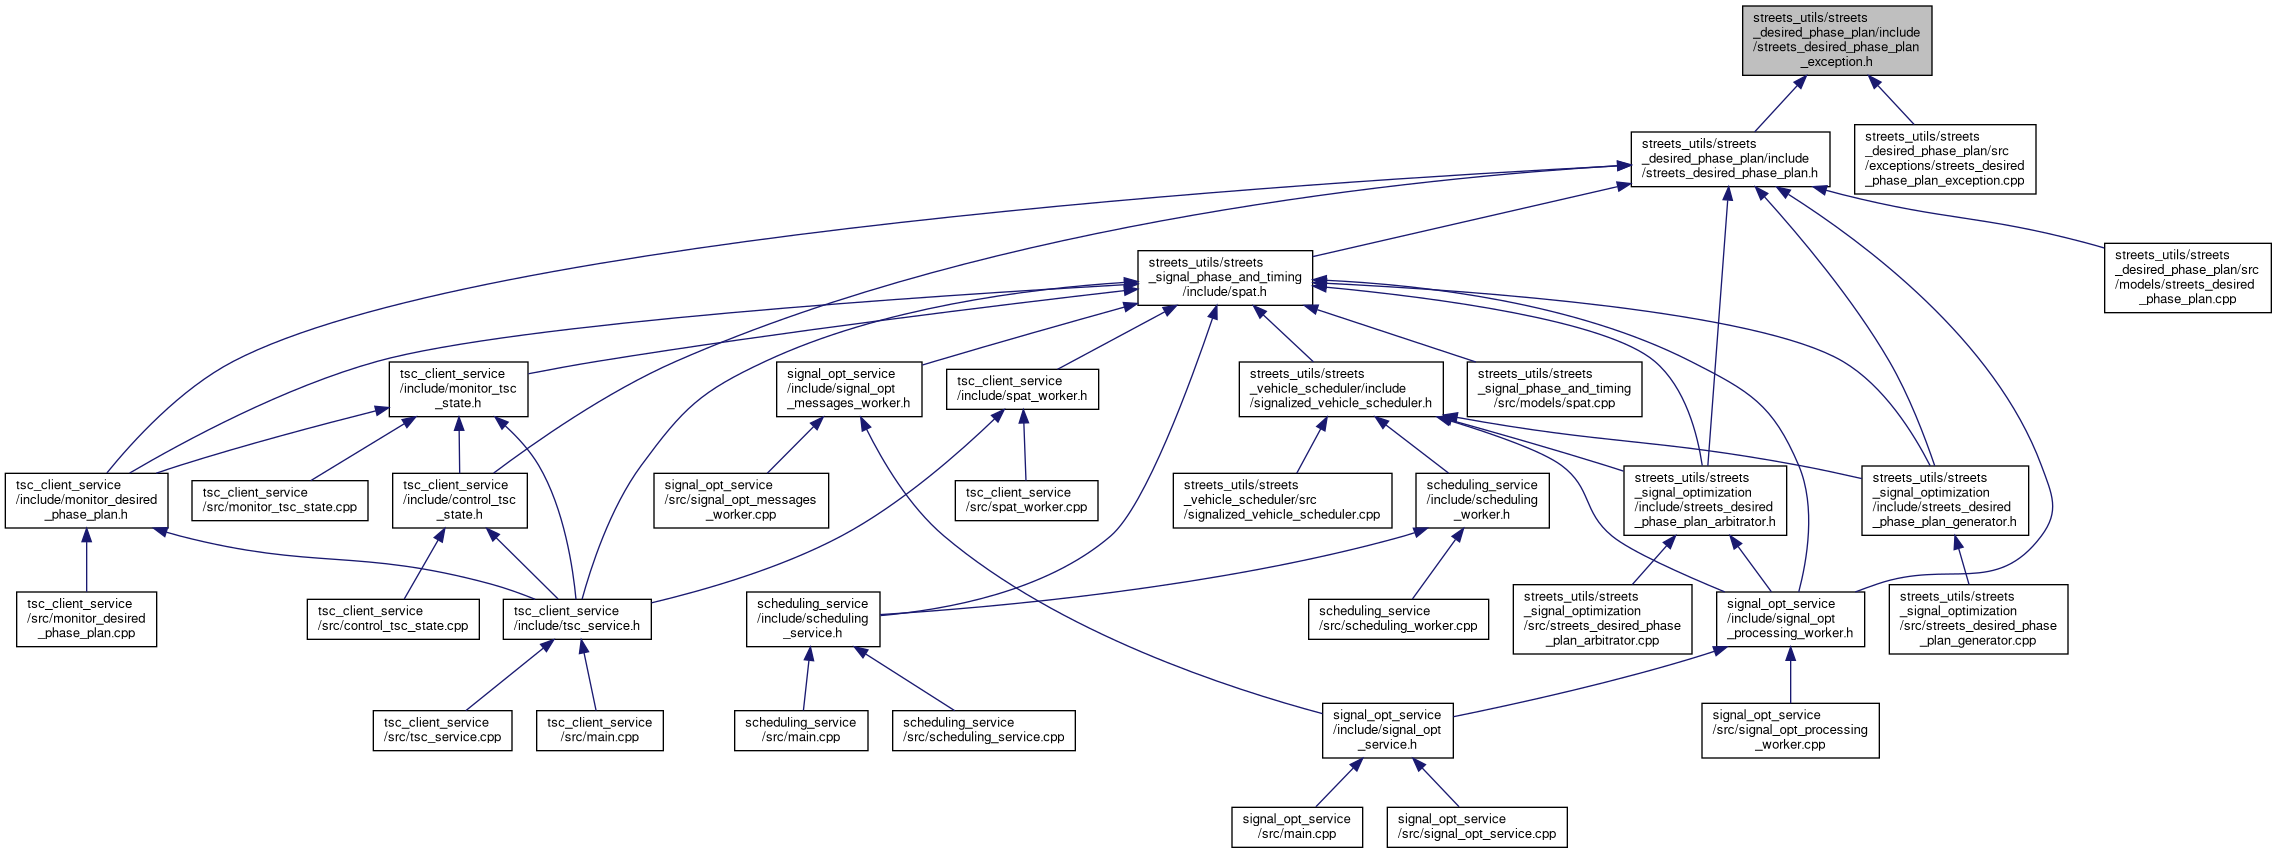 streets_utils/streets
_desired_phase_plan/include
/streets_desired_phase_plan
_exception.h
streets_utils/streets
_desired_phase_plan/include
/streets_desired_phase_plan.h
streets_utils/streets
_desired_phase_plan/src
/exceptions/streets_desired
_phase_plan_exception.cpp
streets_utils/streets
_signal_phase_and_timing
/include/spat.h
streets_utils/streets
_desired_phase_plan/src
/models/streets_desired
_phase_plan.cpp
tsc_client_service
/include/monitor_tsc
_state.h
signal_opt_service
/include/signal_opt
_messages_worker.h
tsc_client_service
/include/spat_worker.h
streets_utils/streets
_vehicle_scheduler/include
/signalized_vehicle_scheduler.h
streets_utils/streets
_signal_phase_and_timing
/src/models/spat.cpp
tsc_client_service
/include/monitor_desired
_phase_plan.h
tsc_client_service
/src/monitor_tsc_state.cpp
tsc_client_service
/include/control_tsc
_state.h
signal_opt_service
/src/signal_opt_messages
_worker.cpp
tsc_client_service
/src/spat_worker.cpp
streets_utils/streets
_vehicle_scheduler/src
/signalized_vehicle_scheduler.cpp
scheduling_service
/include/scheduling
_worker.h
streets_utils/streets
_signal_optimization
/include/streets_desired
_phase_plan_arbitrator.h
streets_utils/streets
_signal_optimization
/include/streets_desired
_phase_plan_generator.h
tsc_client_service
/src/monitor_desired
_phase_plan.cpp
tsc_client_service
/src/control_tsc_state.cpp
tsc_client_service
/include/tsc_service.h
scheduling_service
/include/scheduling
_service.h
scheduling_service
/src/scheduling_worker.cpp
streets_utils/streets
_signal_optimization
/src/streets_desired_phase
_plan_arbitrator.cpp
signal_opt_service
/include/signal_opt
_processing_worker.h
streets_utils/streets
_signal_optimization
/src/streets_desired_phase
_plan_generator.cpp
tsc_client_service
/src/tsc_service.cpp
tsc_client_service
/src/main.cpp
scheduling_service
/src/main.cpp
scheduling_service
/src/scheduling_service.cpp
signal_opt_service
/include/signal_opt
_service.h
signal_opt_service
/src/signal_opt_processing
_worker.cpp
signal_opt_service
/src/main.cpp
signal_opt_service
/src/signal_opt_service.cpp